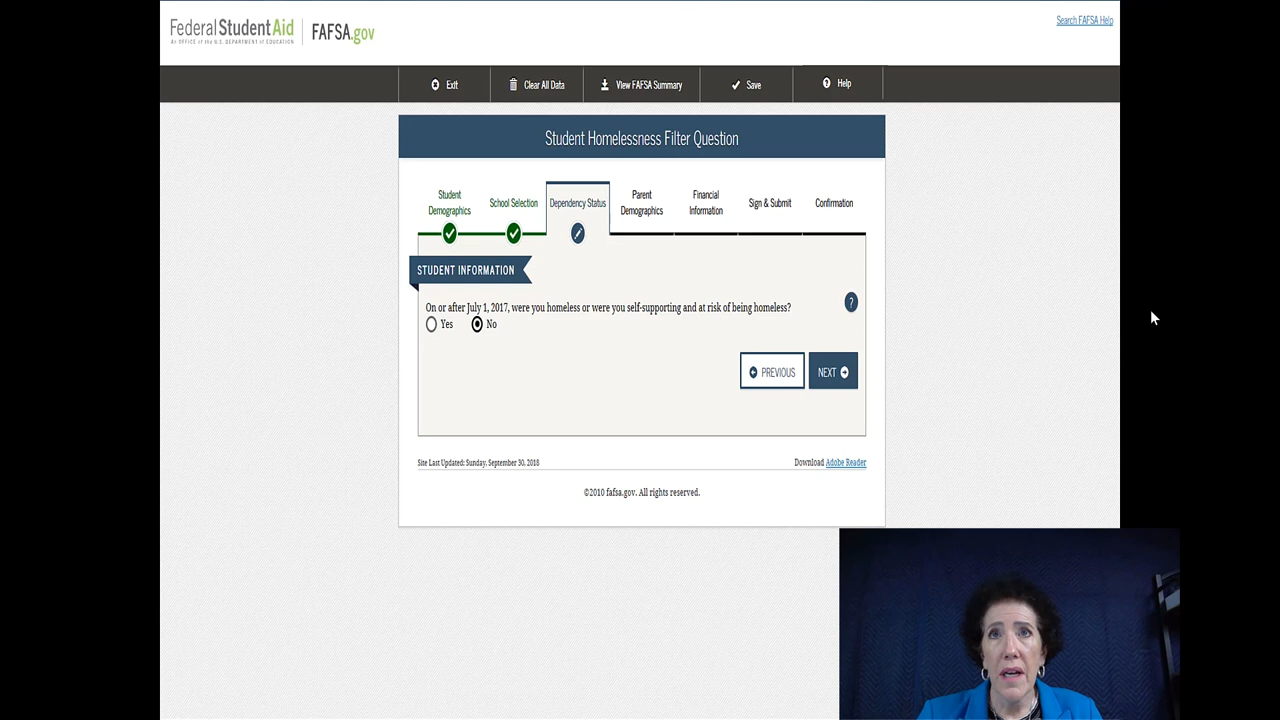 FederalStudentAid
An OFFICE of the U.S. DEPARTMENT of EDUCATION
FAFSA.gov
Search FAFSA Help
Exit
Clear All Data
View FAFSA Summary
Save
Help
Student Homelessness Filter Question
Student Demographics
School Selection
Dependency Status
Parent Demographics
Financial Information
Sign & Submit
Confirmation
STUDENT INFORMATION
On or after July 1, 2017, were you homeless or were you self-supporting and at risk of being homeless?
?
Yes
No
PREVIOUS
NEXT
Site Last Updated: Sunday, September 30, 2018
Download Adobe Reader
©2010 fafsa.gov. All rights reserved.